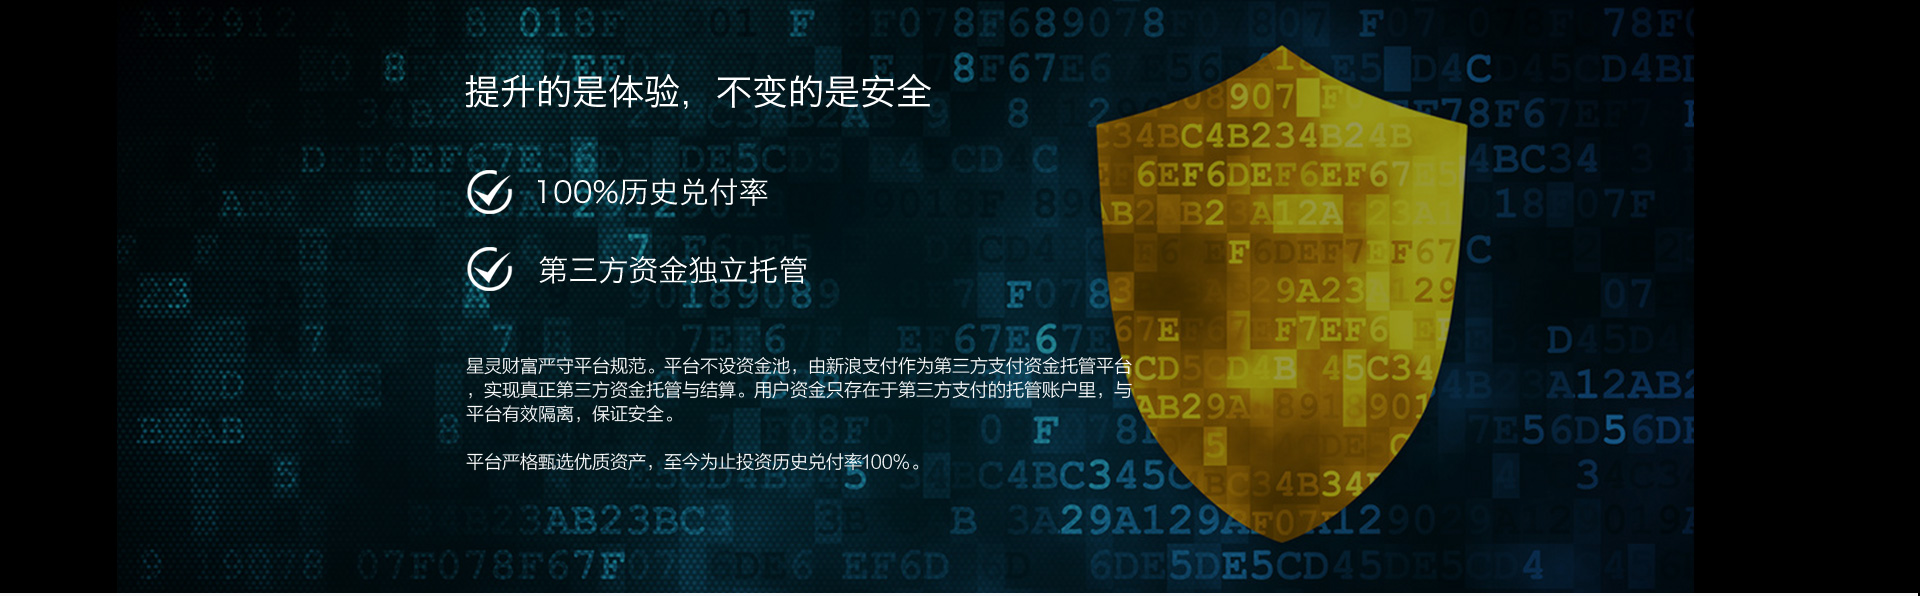 提升的是体验，不变的是安全
100%历史兑付率
第三方资金独立托管
星灵财富严守平台规范。平台不设资金池，由新浪支付作为第三方支付资金托管平台
，实现真正第三方资金托管与结算。用户资金只存在于第三方支付的托管账户里，与
平台有效隔离，保证安全。
平台严格甄选优质资产，至今为止投资历史兑付率100%。